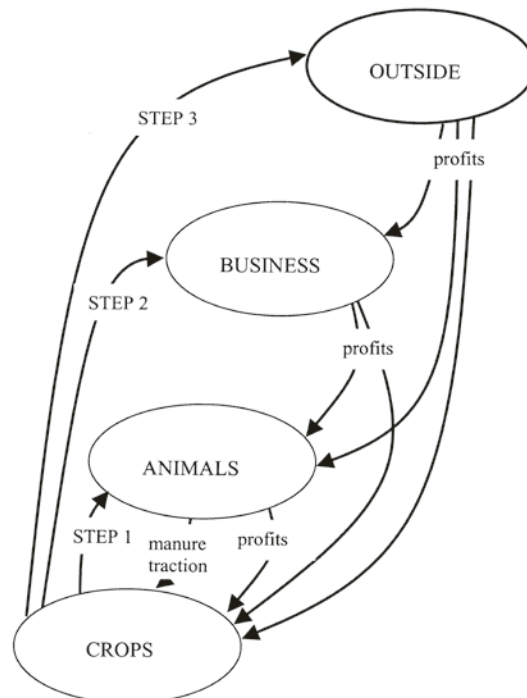 OUTSIDE
STEP 3
profits
BUSINESS
STEP 2
profits
ANIMALS
STEP 1
manure
traction
profits
CROPS